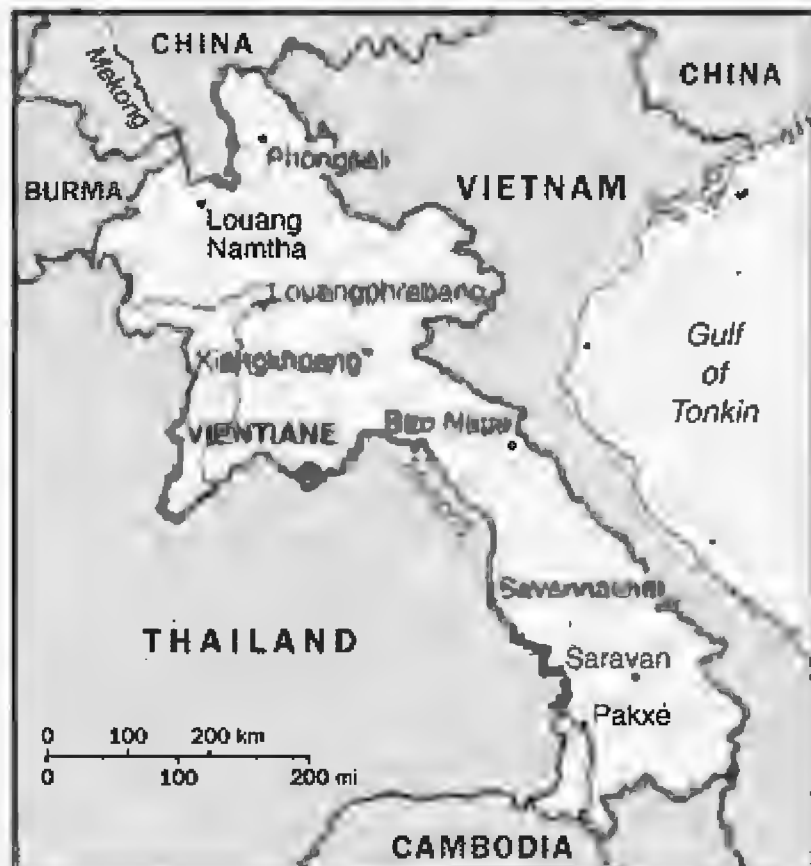 CHINA
CHINA
Mekong
BURMA
VIETNAM
Louang
Namtha
Louangphrabang
Gulf
of
Tonkin
VIENTIANE
THAILAND
Saravan
Pakxé
0 100 200 km
0 100 200 mi
CAMBODIA